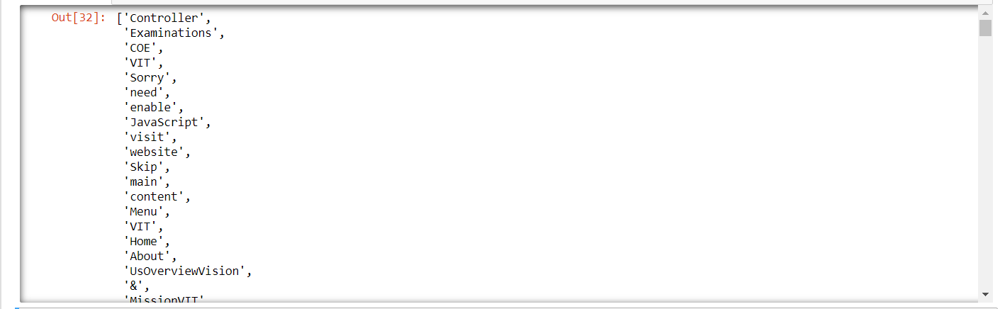 Out[32]: ['Controller',
'Examinations',
'COE',
'VIT',
'Sorry',
'need',
'enable',
'JavaScript',
'visit',
'website',
'Skip',
'main',
'content',
'Menu',
'VIT',
'Home',
'About',
'UsOverviewVision',
'&',
'MissionVIT'